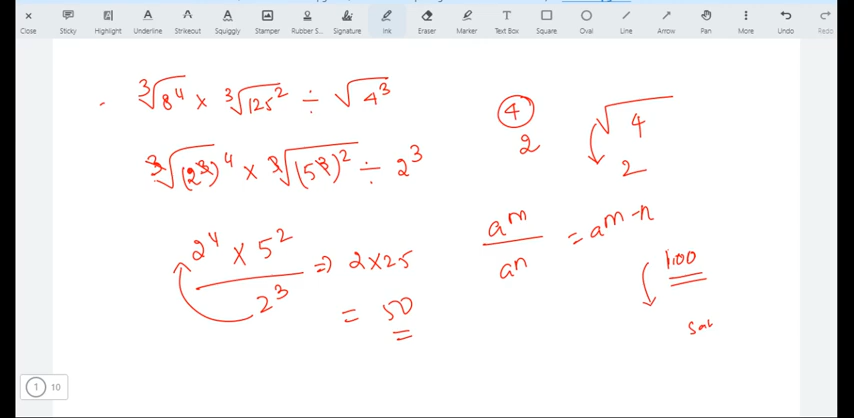 Close Sticky Highlight Underline Strikeout Squiggly Stamper Rubber S... Signature Ink Eraser Marker Text Box Square Oval Line Arrow Pan More Undo Redo
∛8⁴ × ∛125² ÷ √4³
∛(2³)⁴ × ∛(5³)² ÷ 2³
2⁴ × 5² / 2³ ⇒ 2×25
= 50
4
2
√4
2
aᵐ / aⁿ = aᵐ⁻ⁿ
1.00
1 10